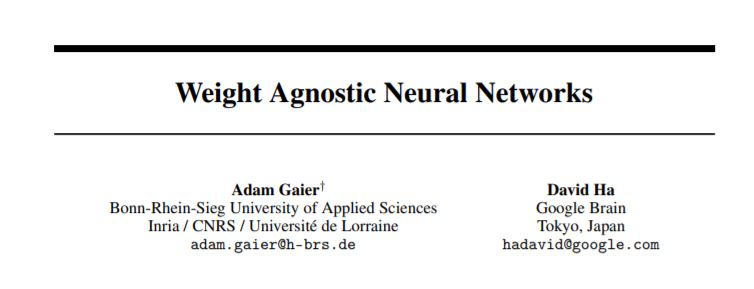 Weight Agnostic Neural Networks
Adam Gaier†
Bonn-Rhein-Sieg University of Applied Sciences
Inria / CNRS / Université de Lorraine
adam.gaier@h-brs.de
David Ha
Google Brain
Tokyo, Japan
hadavid@google.com